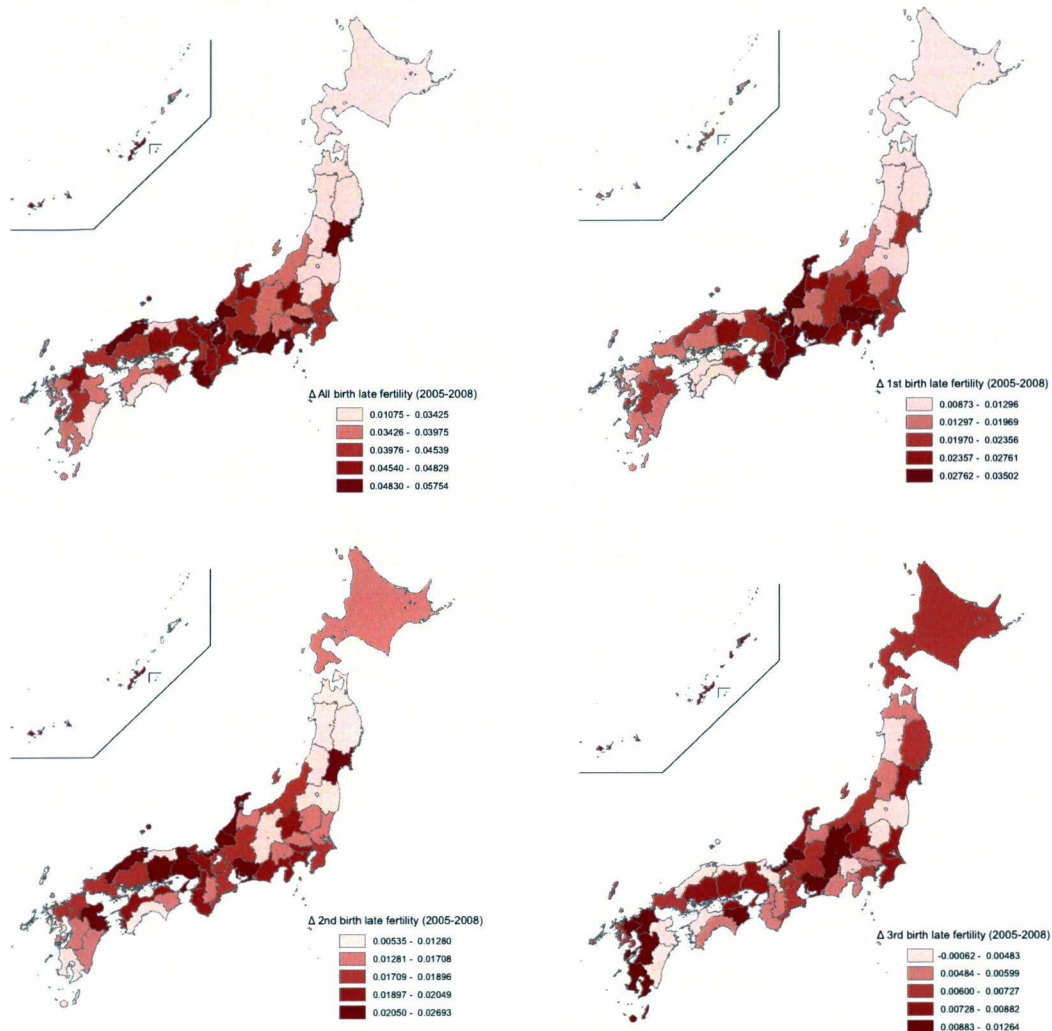 Δ All birth late fertility (2005-2008)
0.01075 - 0.03425
0.03426 - 0.03975
0.03976 - 0.04539
0.04540 - 0.04829
0.04830 - 0.05754
Δ 1st birth late fertility (2005-2008)
0.00873 - 0.01296
0.01297 - 0.01969
0.01970 - 0.02356
0.02357 - 0.02761
0.02762 - 0.03502
Δ 2nd birth late fertility (2005-2008)
0.00535 - 0.01280
0.01281 - 0.01708
0.01709 - 0.01896
0.01897 - 0.02049
0.02050 - 0.02693
Δ 3rd birth late fertility (2005-2008)
-0.00062 - 0.00483
0.00484 - 0.00599
0.00600 - 0.00727
0.00728 - 0.00882
0.00883 - 0.01264